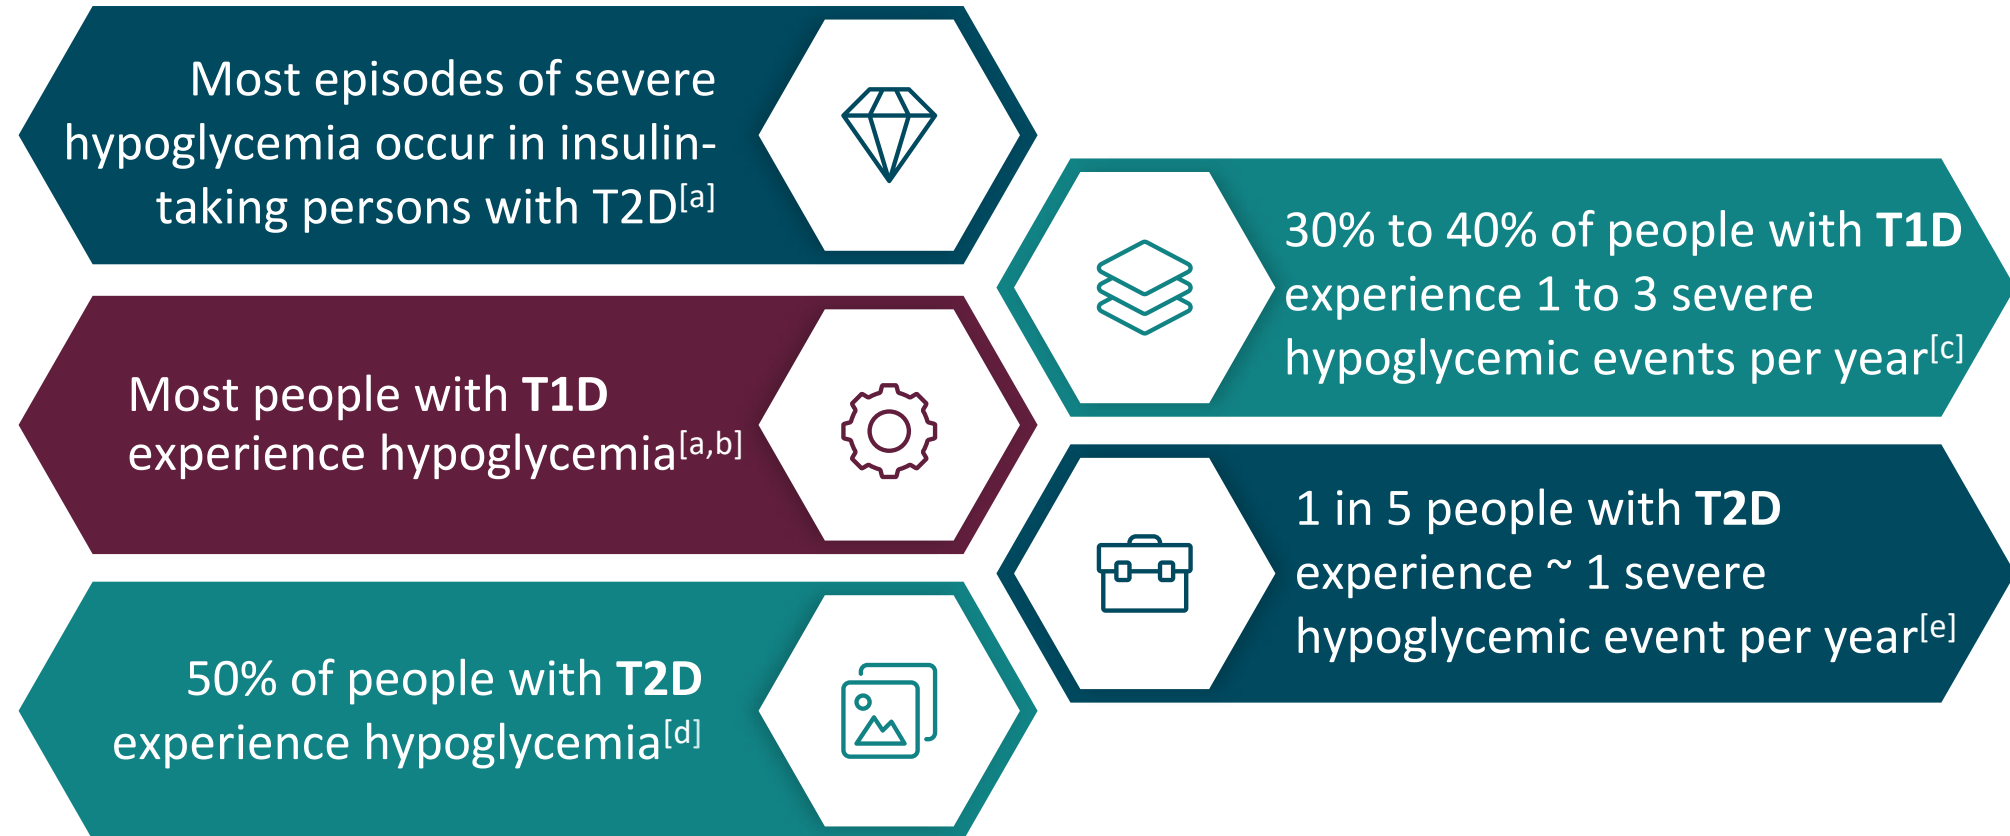 Most episodes of severe
hypoglycemia occur in insulin-
taking persons with T2D[a]
30% to 40% of people with T1D
experience 1 to 3 severe
hypoglycemic events per year[c]
Most people with T1D
experience hypoglycemia[a,b]
1 in 5 people with T2D
experience ~ 1 severe
hypoglycemic event per year[e]
50% of people with T2D
experience hypoglycemia[d]